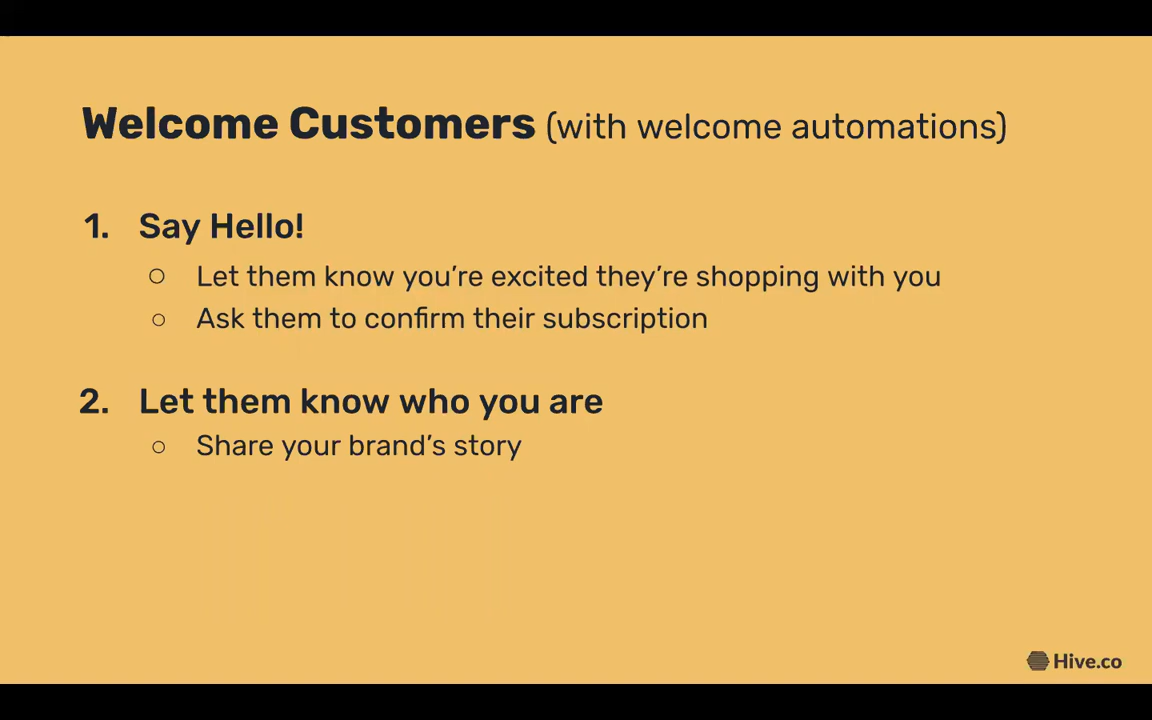 Welcome Customers (with welcome automations)
1. Say Hello!
○ Let them know you’re excited they’re shopping with you
○ Ask them to confirm their subscription
2. Let them know who you are
○ Share your brand’s story
Hive.co